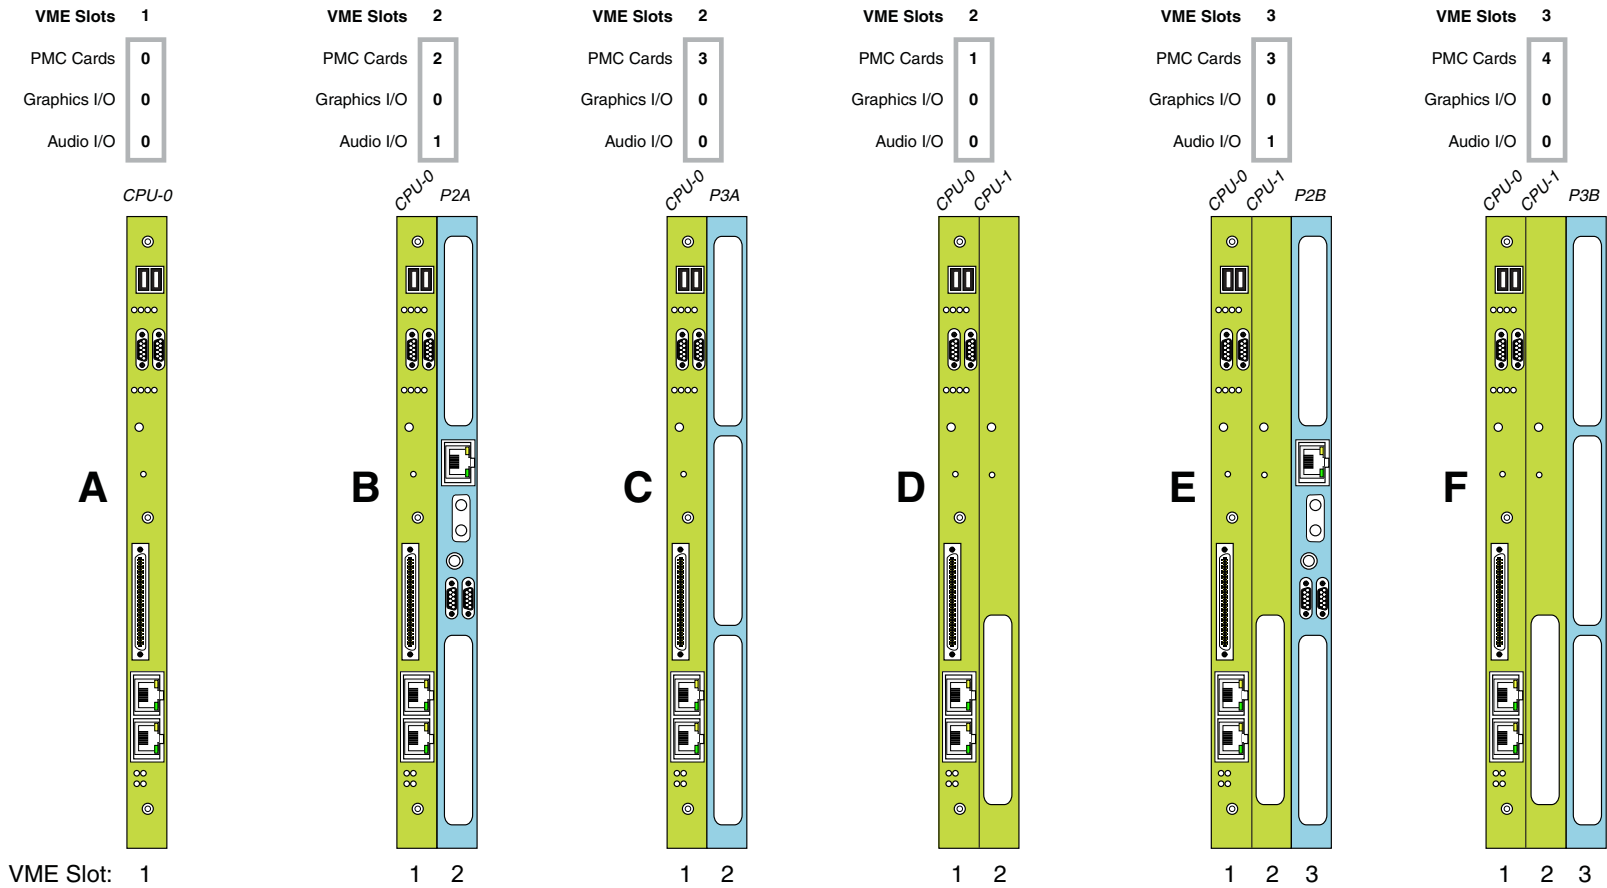 VME Slots 1 VME Slots 2 VME Slots 2 VME Slots 2 VME Slots 3 VME Slots 3
PMC Cards 0 PMC Cards 2 PMC Cards 3 PMC Cards 1 PMC Cards 3 PMC Cards 4
Graphics I/O 0 Graphics I/O 0 Graphics I/O 0 Graphics I/O 0 Graphics I/O 0 Graphics I/O 0
Audio I/O 0 Audio I/O 1 Audio I/O 0 Audio I/O 0 Audio I/O 1 Audio I/O 0
CPU-0 CPU-0 P2A CPU-0 P3A CPU-0 CPU-1 CPU-0 CPU-1 P2B CPU-0 CPU-1 P3B
A B C D E F
VME Slot: 1 1 2 1 2 1 2 1 2 3 1 2 3